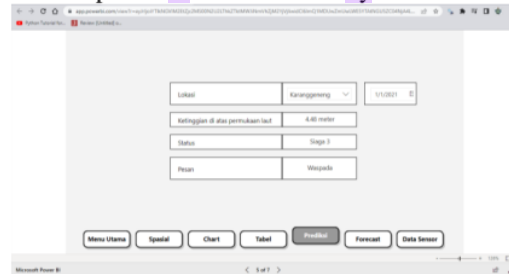 Lokasi Karanggeneng 1/1/2021
Ketinggian di atas permukaan laut 4.40 meter
Status Siaga 3
Pesan Waspada
Menu Utama Spasial Chart Tabel Prediksi Forecast Data Sensor
Microsoft Power BI 5 of 7